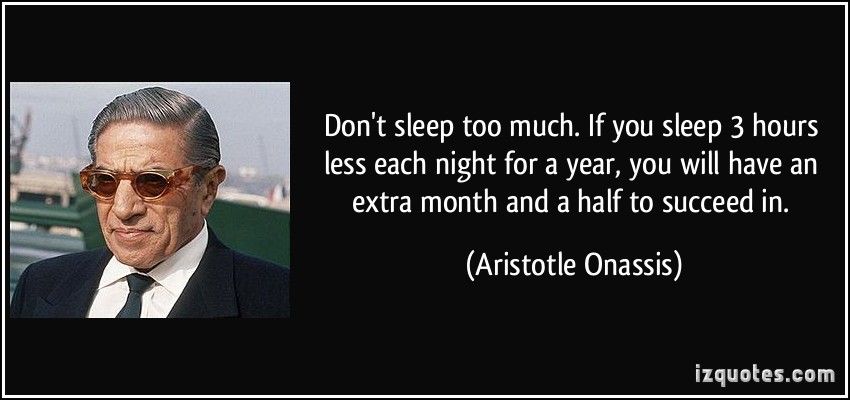 Don't sleep too much. If you sleep 3 hours
less each night for a year, you will have an
extra month and a half to succeed in.
(Aristotle Onassis)
izquotes.com